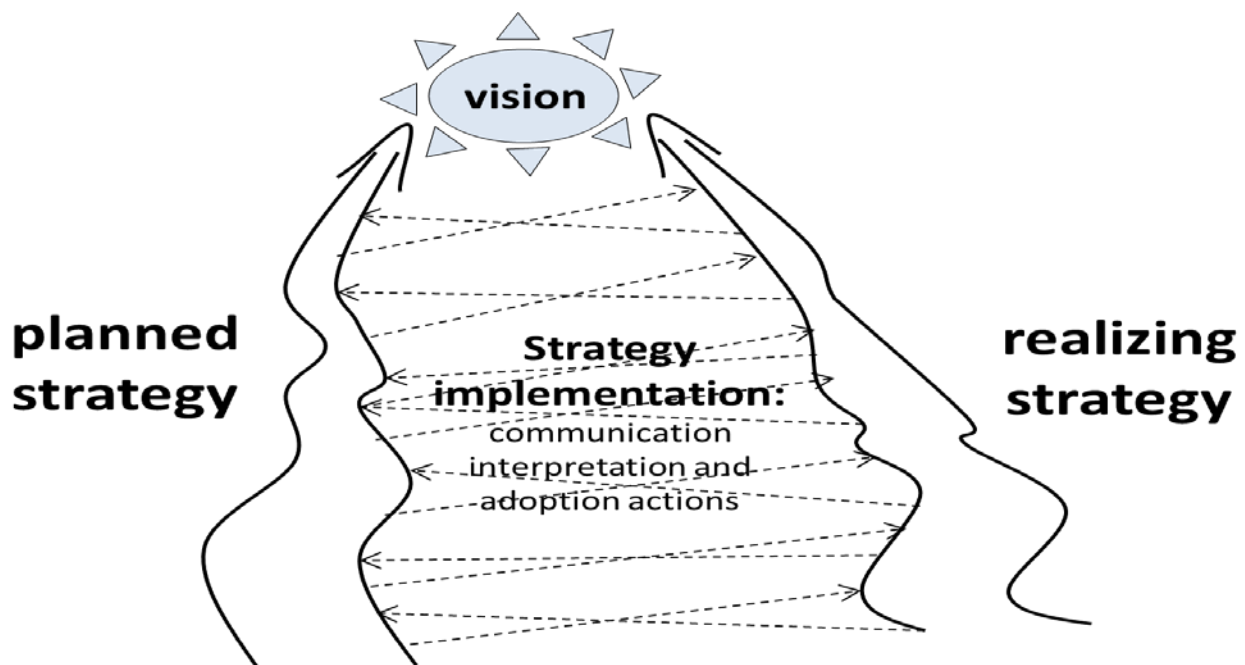 vision
planned
strategy
Strategy
implementation:
communication
interpretation and
adoption actions
realizing
strategy